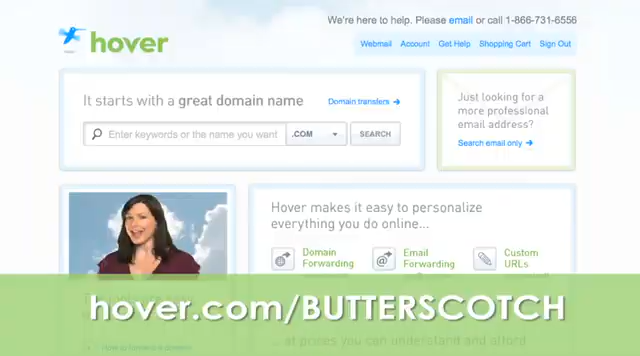 We're here to help. Please email or call 1-866-731-6556
hover
Webmail Account Get Help Shopping Cart Sign Out
It starts with a great domain name
Domain transfers
Enter keywords or the name you want
.COM
SEARCH
Just looking for a
more professional
email address?
Search email only
Hover makes it easy to personalize
everything you do online...
Domain
Forwarding
Email
Forwarding
Custom
URLs
hover.com/BUTTERSCOTCH
... at prices you can understand and afford